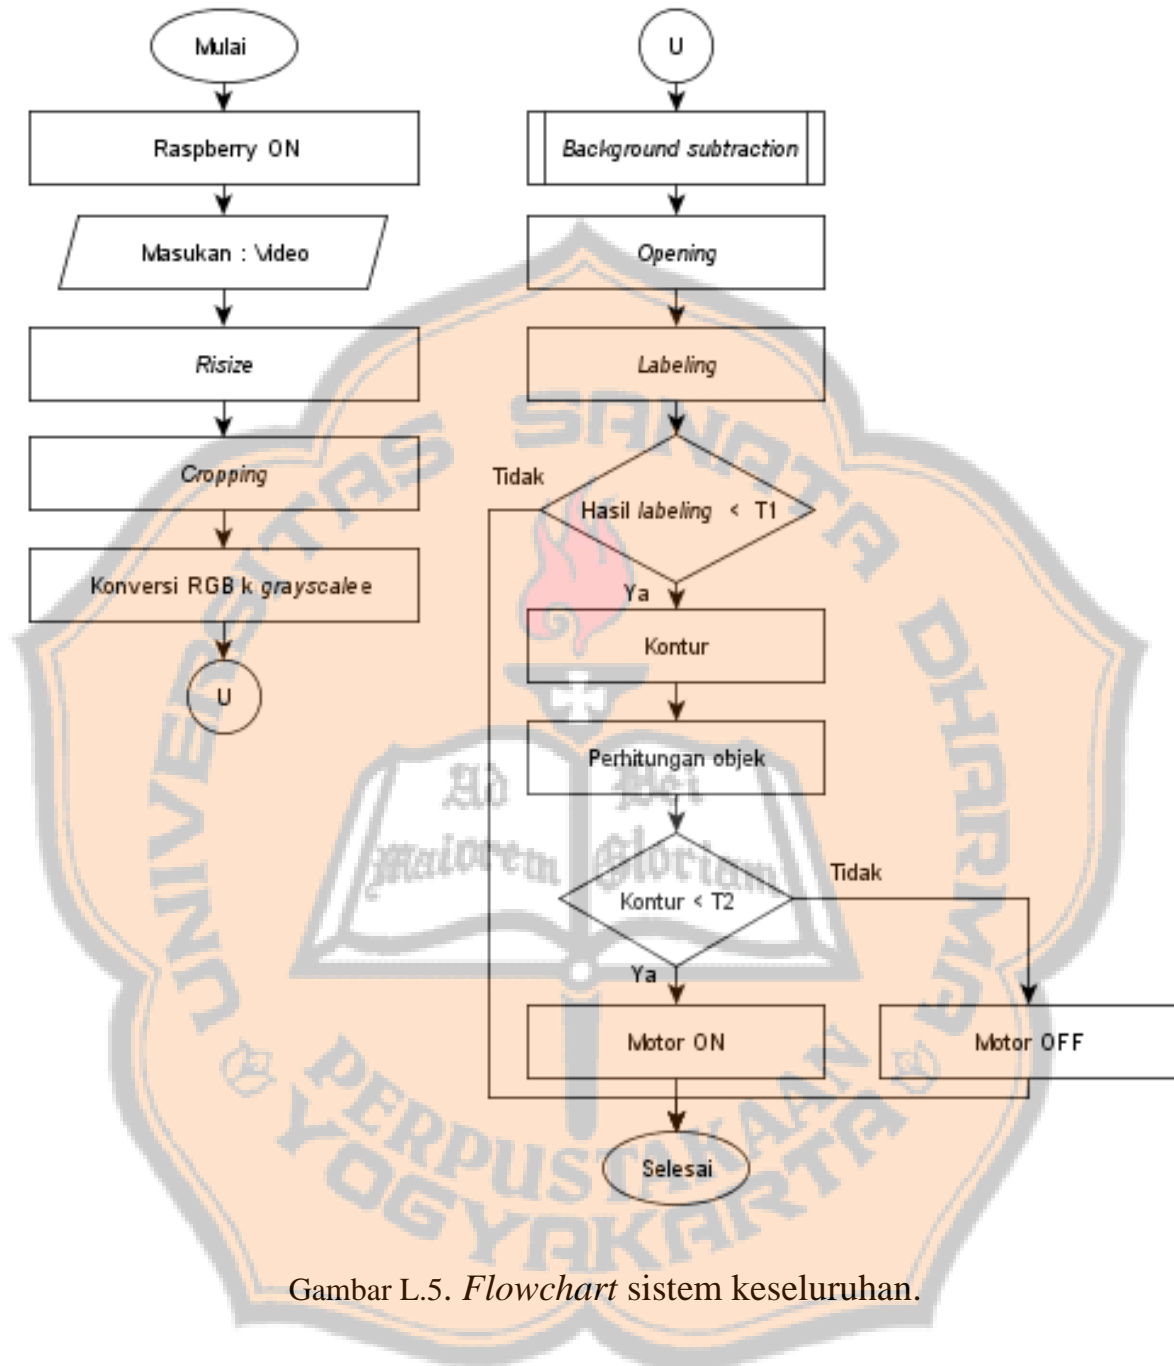 Mulai
Raspberry ON
Masukan : Video
Risize
Cropping
Konversi RGB k grayscalee
U
U
Background subtraction
Opening
Labeling
Tidak
Hasil labeling < T1
Ya
Kontur
Perhitungan objek
Kontur < T2
Tidak
Ya
Motor ON
Motor OFF
Selesai
UNIVERSITAS SANATA DHARMA
Ad maiorem
Dei Gloriam
PERPUSTAKAAN
YOGYAKARTA
Gambar L.5. Flowchart sistem keseluruhan.